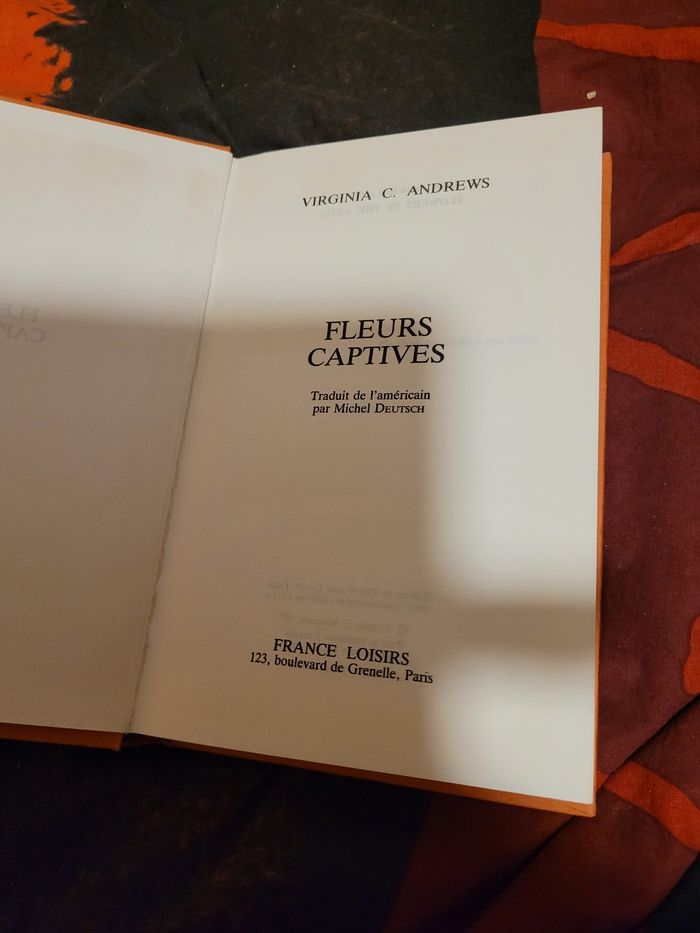 VIRGINIA C. ANDREWS
FLEURS
CAPTIVES
Traduit de l'américain
par Michel DEUTSCH
FRANCE LOISIRS
123, boulevard de Grenelle, Paris